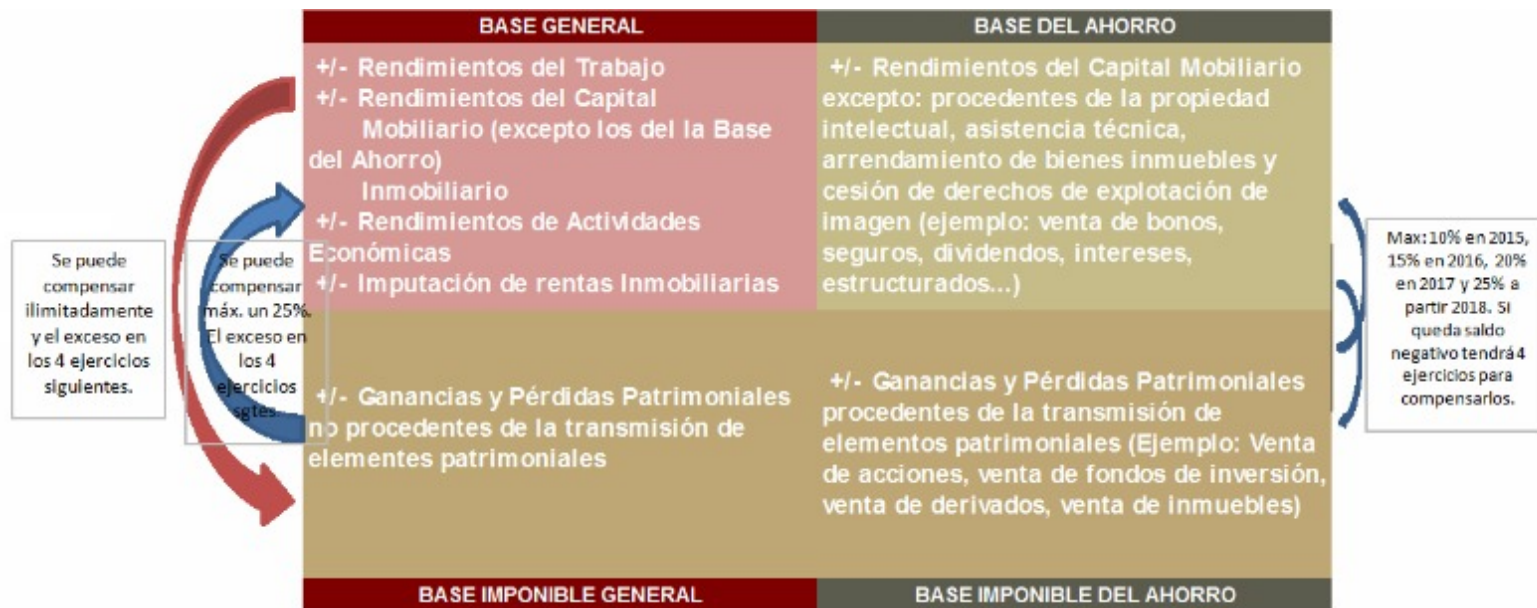 BASE GENERAL
BASE DEL AHORRO
+/- Rendimientos del Trabajo
+/- Rendimientos del Capital
Mobiliario (excepto los del la Base
del Ahorro)
Inmobiliario
+/- Rendimientos de Actividades
Económicas
+/- Imputación de rentas Inmobiliarias
+/- Rendimientos del Capital Mobiliario
excepto: procedentes de la propiedad
intelectual, asistencia técnica,
arrendamiento de bienes inmuebles y
cesión de derechos de explotación de
imagen (ejemplo: venta de bonos,
seguros, dividendos, intereses,
estructurados...)
Se puede
compensar
ilimitadamente
y el exceso en
los 4 ejercicios
siguientes.
Se puede
compensar
máx. un 25%.
El exceso en
los 4
ejercicios
sgtes.
Max: 10% en 2015,
15% en 2016, 20%
en 2017 y 25% a
partir 2018. Si
queda saldo
negativo tendrá 4
ejercicios para
compensarlos.
+/- Ganancias y Pérdidas Patrimoniales
no procedentes de la transmisión de
elementes patrimoniales
+/- Ganancias y Pérdidas Patrimoniales
procedentes de la transmisión de
elementos patrimoniales (Ejemplo: Venta
de acciones, venta de fondos de inversión,
venta de derivados, venta de inmuebles)
BASE IMPONIBLE GENERAL
BASE IMPONIBLE DEL AHORRO